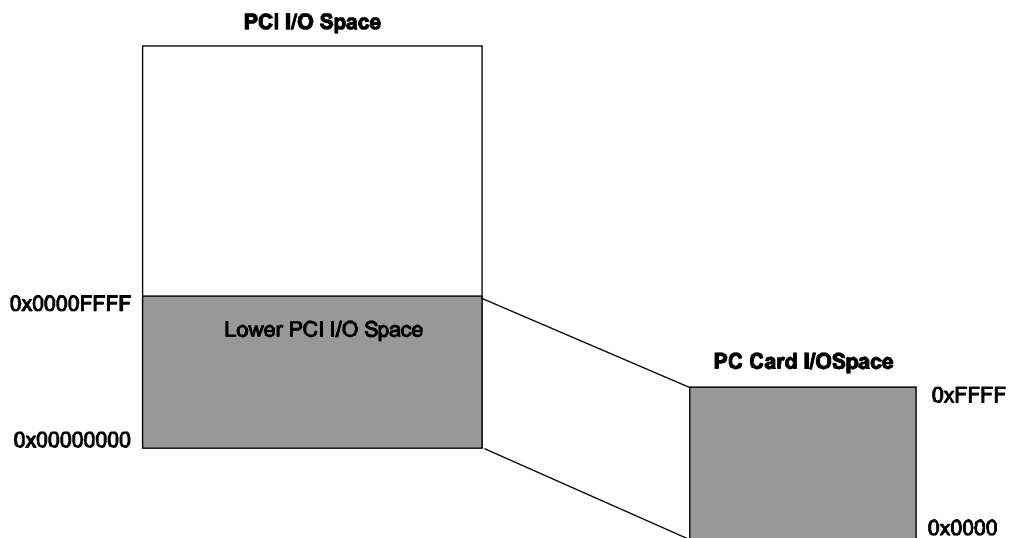 PCI I/O Space
0x0000FFFF
Lower PCI I/O Space
0x00000000
PC Card I/OSpace
0xFFFF
0x0000